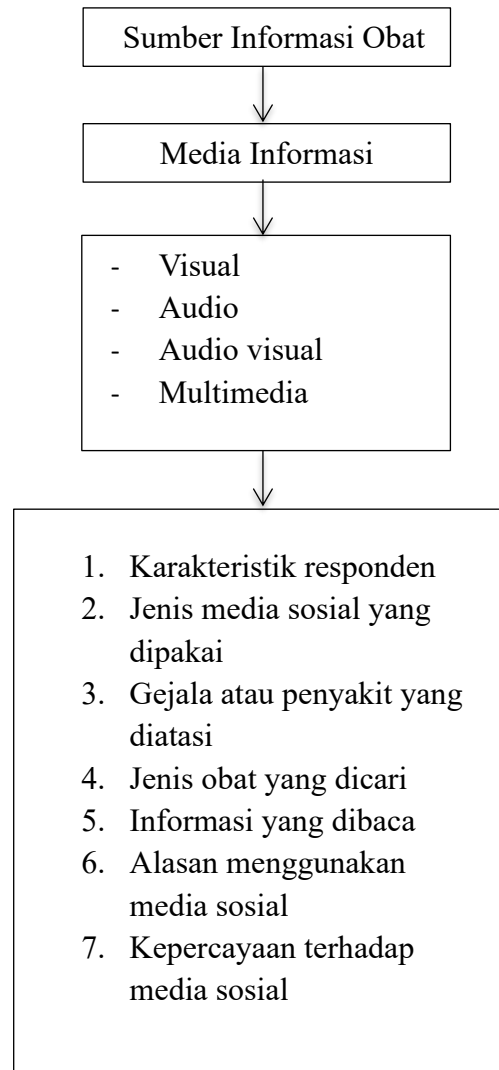 Sumber Informasi Obat
Media Informasi
- Visual
- Audio
- Audio visual
- Multimedia
1. Karakteristik responden
2. Jenis media sosial yang
dipakai
3. Gejala atau penyakit yang
diatasi
4. Jenis obat yang dicari
5. Informasi yang dibaca
6. Alasan menggunakan
media sosial
7. Kepercayaan terhadap
media sosial